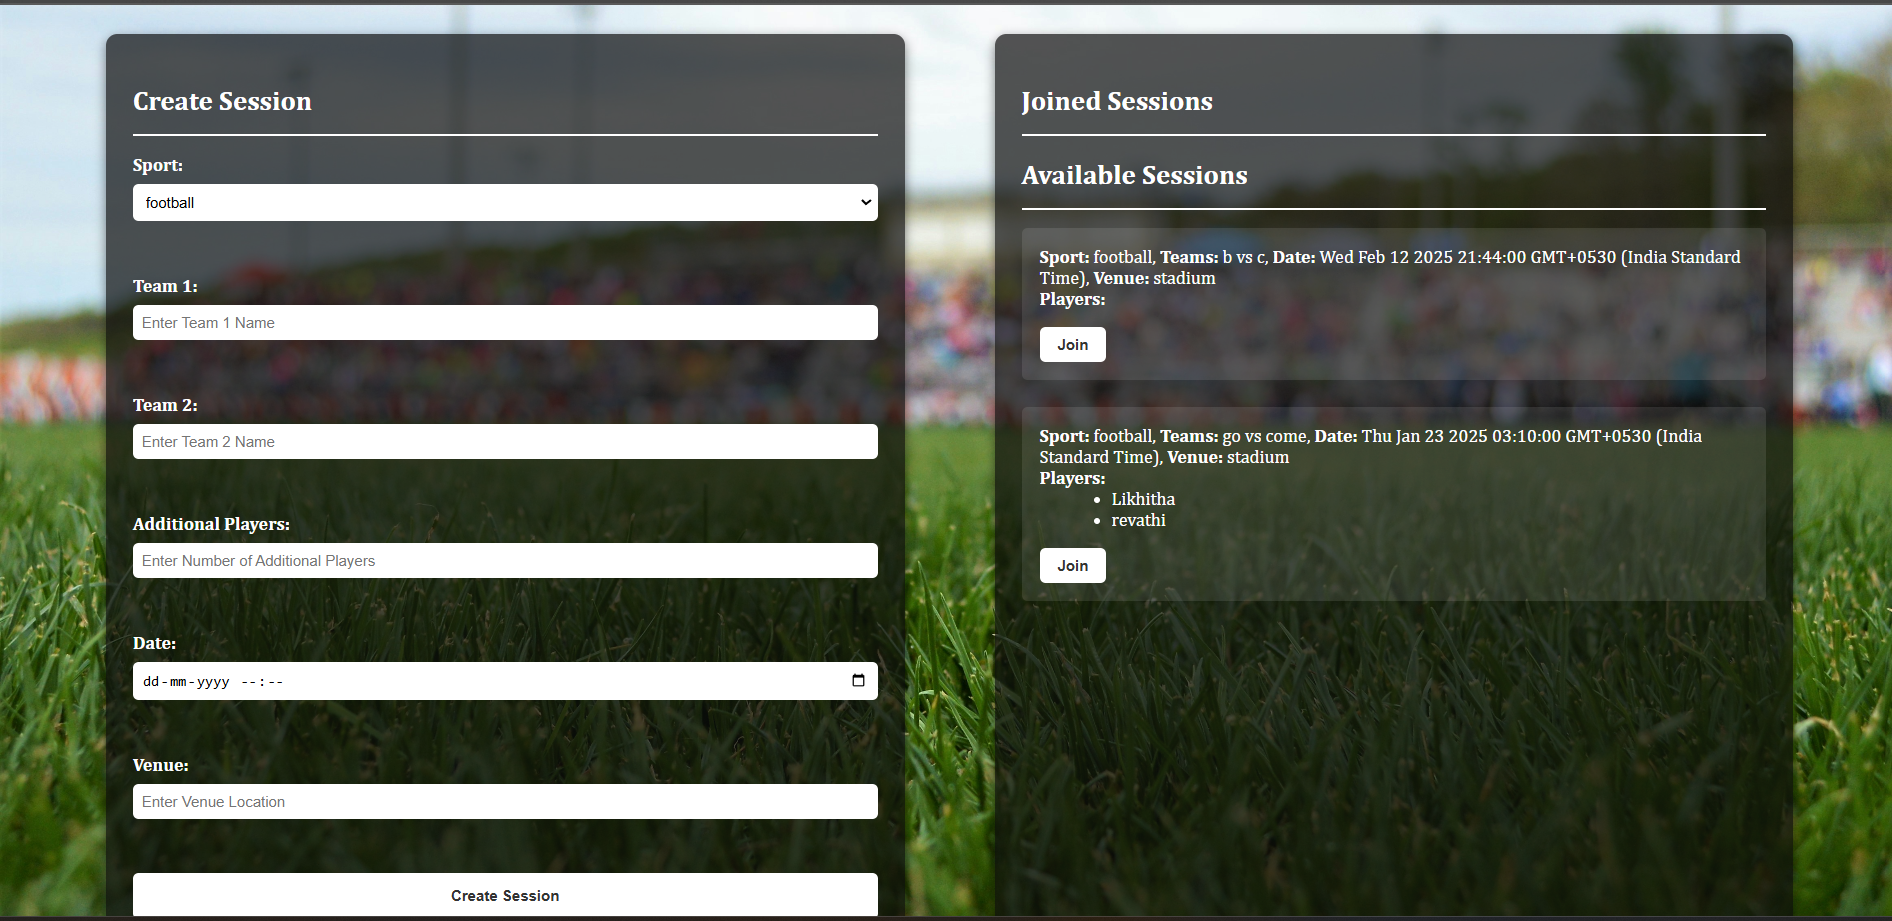 Create Session
Sport:
football
Team 1:
Enter Team 1 Name
Team 2:
Enter Team 2 Name
Additional Players:
Enter Number of Additional Players
Date:
dd-mm-yyyy --:--
Venue:
Enter Venue Location
Create Session
Joined Sessions
Available Sessions
Sport: football, Teams: b vs c, Date: Wed Feb 12 2025 21:44:00 GMT+0530 (India Standard
Time), Venue: stadium
Players:
Join
Sport: football, Teams: go vs come, Date: Thu Jan 23 2025 03:10:00 GMT+0530 (India
Standard Time), Venue: stadium
Players:
• Likhitha
• revathi
Join